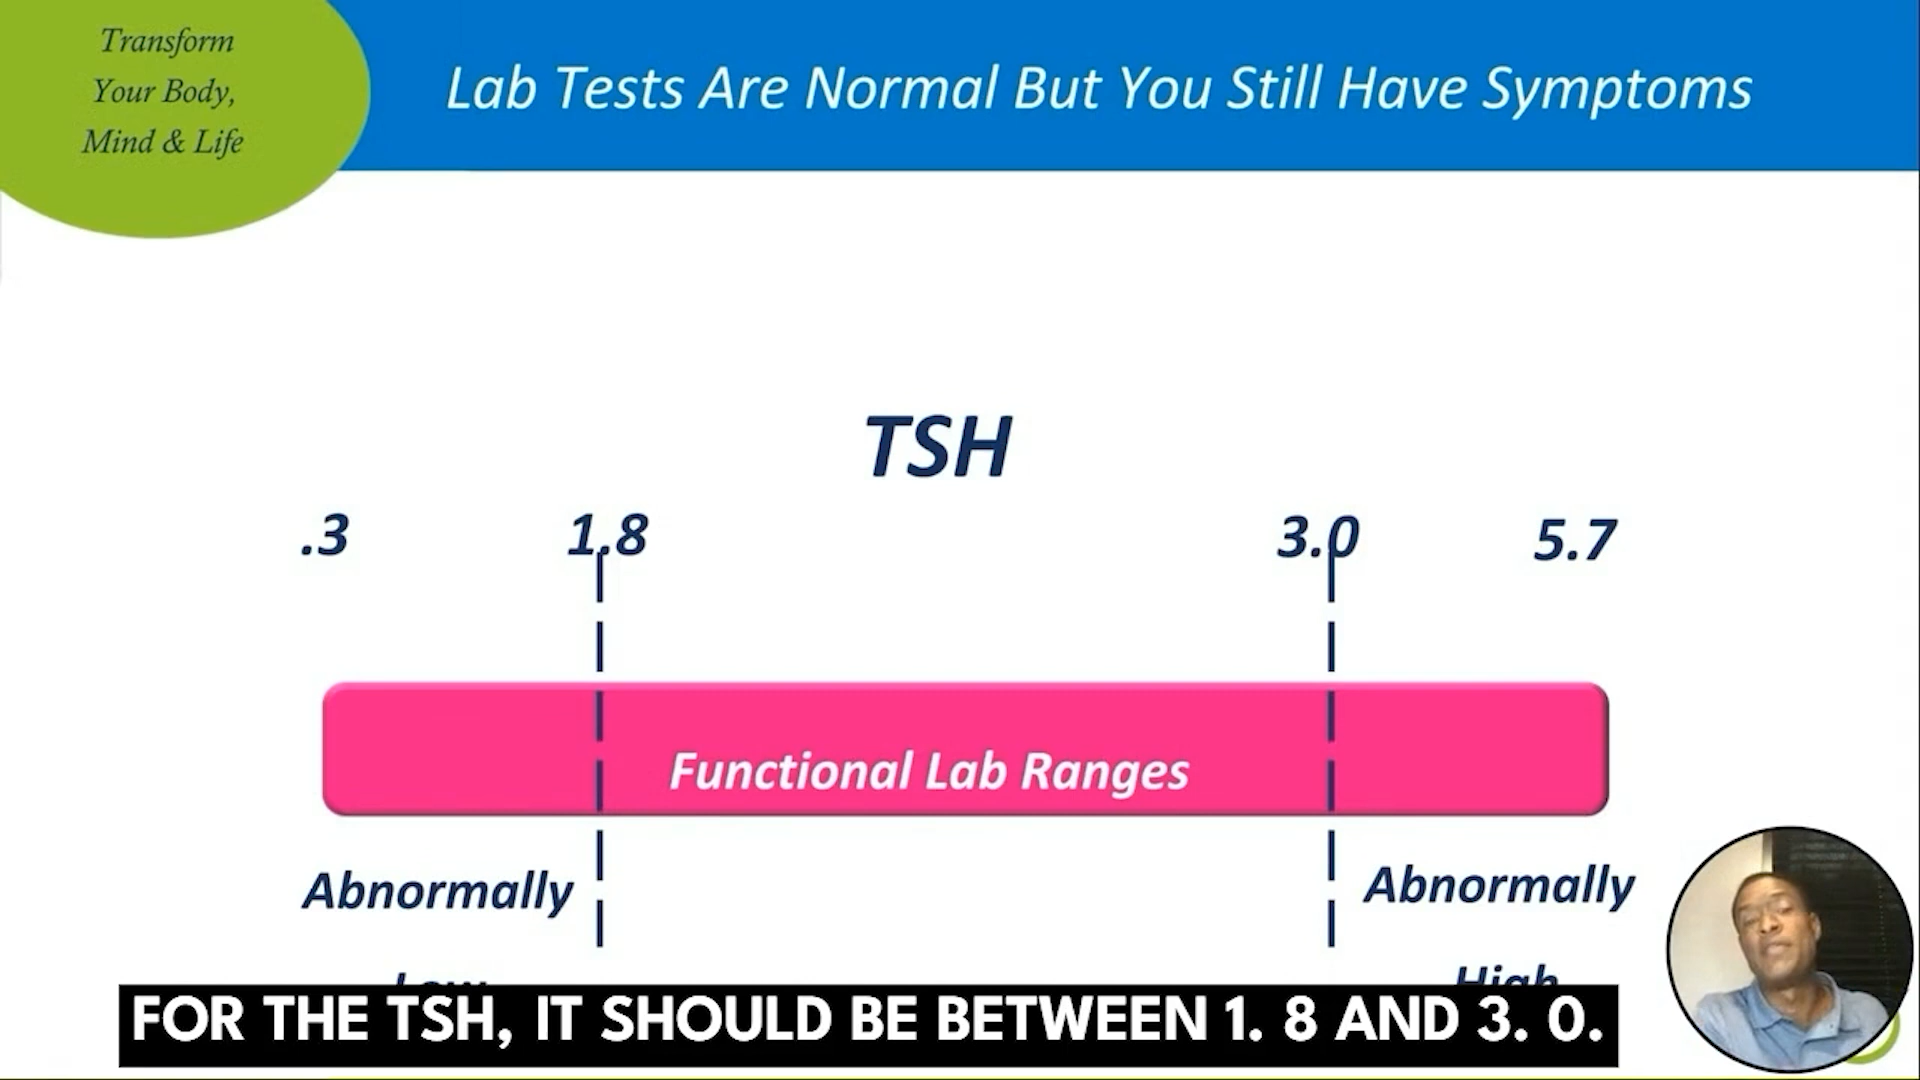 Transform
Your Body,
Mind & Life
Lab Tests Are Normal But You Still Have Symptoms
TSH
.3 1.8 3.0 5.7
Functional Lab Ranges
Abnormally Abnormally
Low High
FOR THE TSH, IT SHOULD BE BETWEEN 1. 8 AND 3. 0.